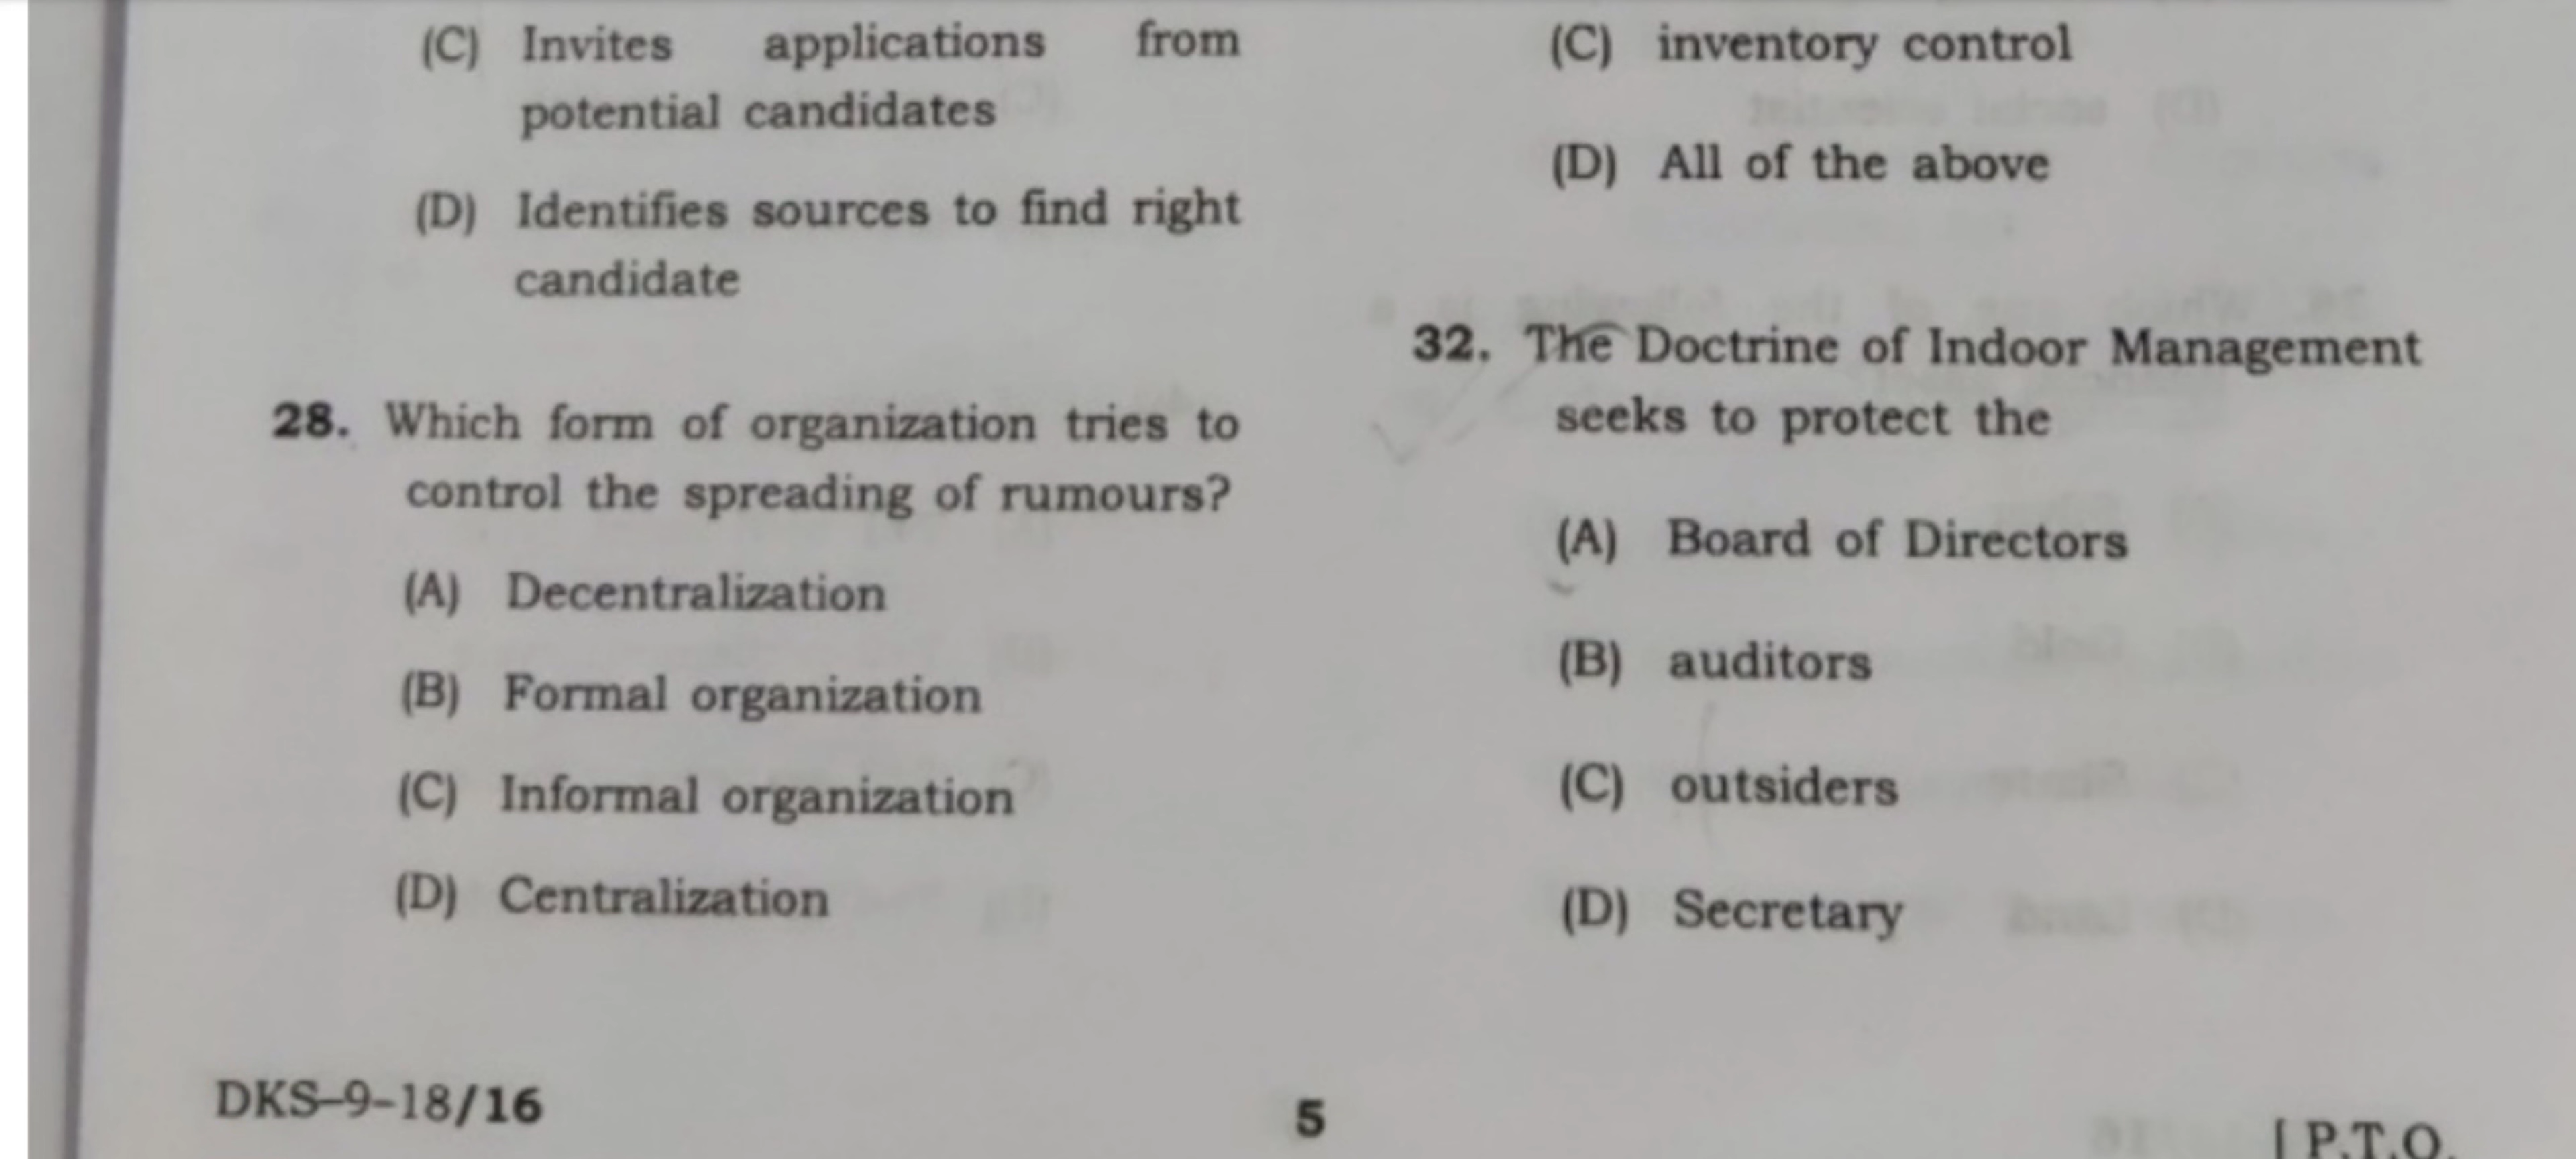 (C) Invites applications from
potential candidates
(D) Identifies sources to find right
candidate
28. Which form of organization tries to
control the spreading of rumours?
(A) Decentralization
(B) Formal organization
(C) Informal organization
(D) Centralization
(C) inventory control
(D) All of the above
32. The Doctrine of Indoor Management
seeks to protect the
(A) Board of Directors
(B) auditors
(C) outsiders
(D) Secretary
DKS-9-18/16
5
[ P.T.O.